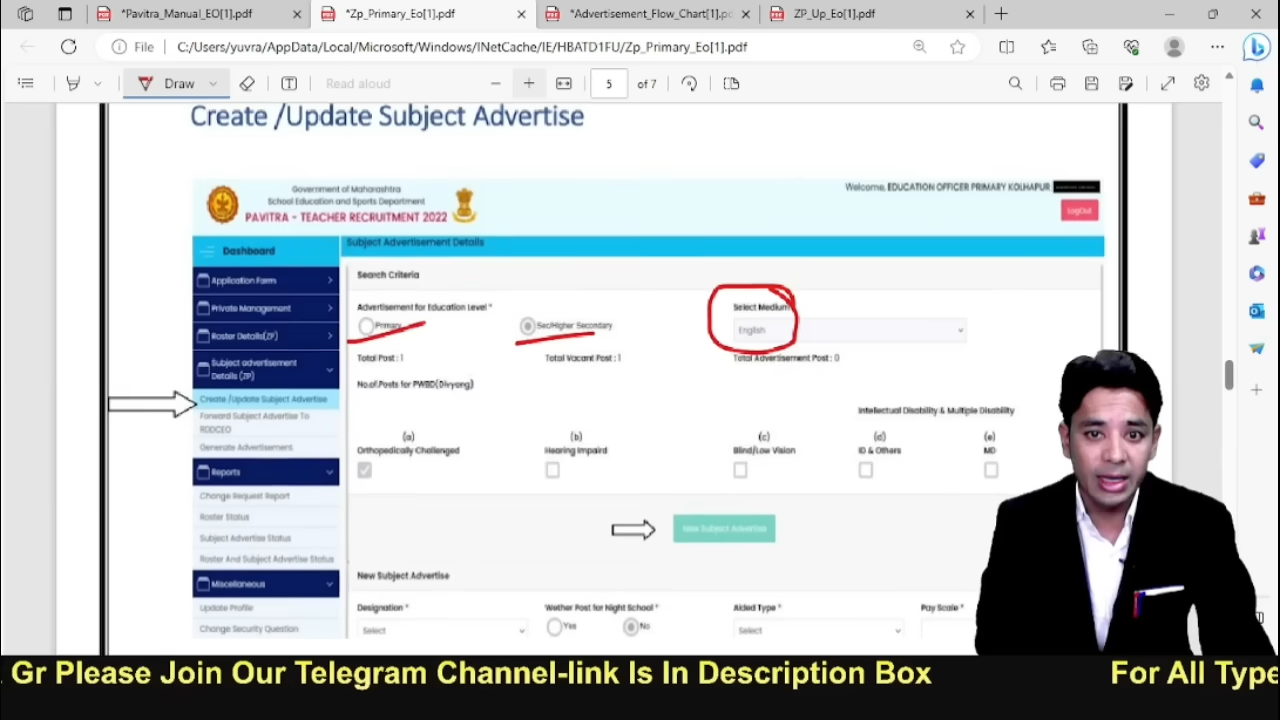 *Pavitra_Manual_EO[1].pdf
*Zp_Primary_Eo[1].pdf
*Advertisement_Flow_Chart[1].pd
ZP_Up_Eo[1].pdf
File
C:/Users/yuvra/AppData/Local/Microsoft/Windows/INetCache/IE/HBATD1FU/Zp_Primary_Eo[1].pdf
Draw
Read aloud
5
of 7
Create /Update Subject Advertise
Government of Maharashtra
School Education and Sports Department
PAVITRA - TEACHER RECRUITMENT 2022
Welcome, EDUCATION OFFICER PRIMARY KOLHAPUR
LogOut
Dashboard
Application Form
Private Management
Roster Details(ZP)
Subject advertisement
Details (ZP)
Create /Update Subject Advertise
Forward Subject Advertise To
RDDCEO
Generate Advertisement
Reports
Change Request Report
Roster Status
Subject Advertise Status
Roster And Subject Advertise Status
Miscellaneous
Update Profile
Change Security Question
Subject Advertisement Details
Search Criteria
Advertisement for Education Level *
Select Medium
Primary
Sec/Higher Secondary
English
Total Post : 1
Total Vacant Post : 1
Total Advertisement Post : 0
No.of.Posts for PWBD(Divyang)
Intellectual Disability & Multiple Disability
(a)
(b)
(c)
(d)
(e)
Orthopedically Challenged
Hearing Impaird
Blind/Low Vision
ID & Others
MD
New Subject Advertise
New Subject Advertise
Designation *
Wether Post for Night School *
Aided Type *
Pay Scale *
Select
Yes
No
Select
Gr Please Join Our Telegram Channel-link Is In Description Box
For All Type